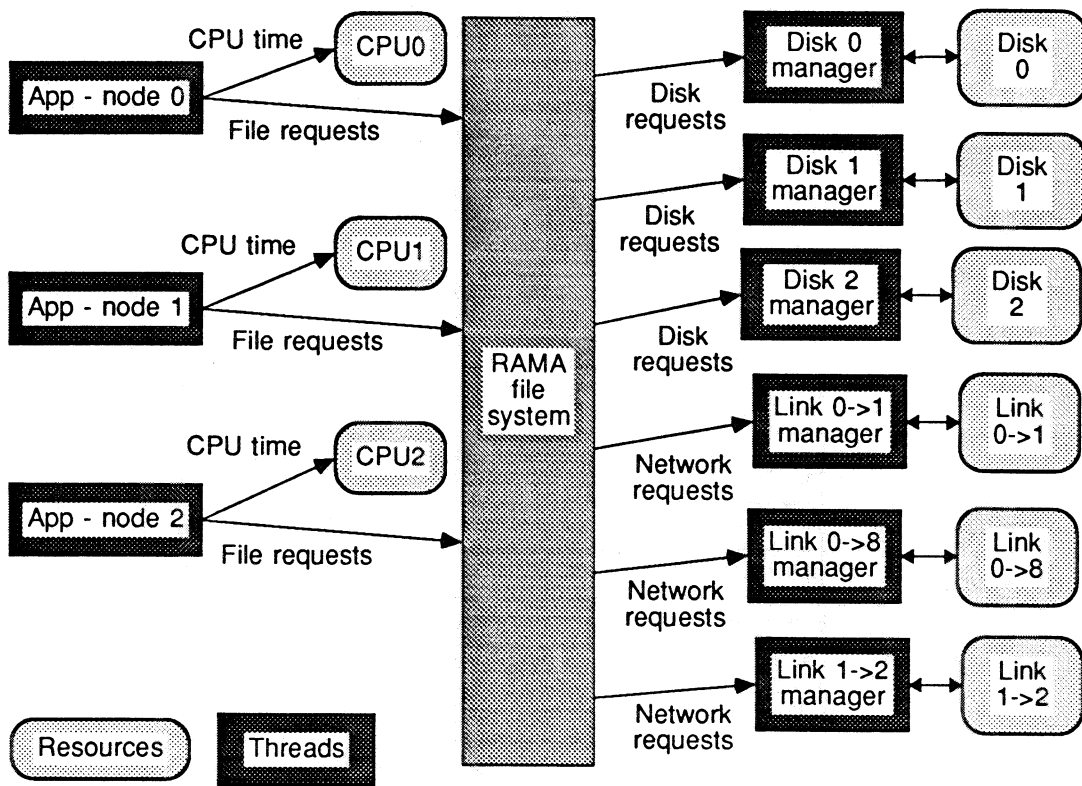 CPU time
CPU0
App - node 0
File requests
CPU time
CPU1
App - node 1
File requests
CPU time
CPU2
App - node 2
File requests
RAMA
file
system
Disk
requests
Disk 0
manager
Disk
0
Disk
requests
Disk 1
manager
Disk
1
Disk
requests
Disk 2
manager
Disk
2
Network
requests
Link 0->1
manager
Link
0->1
Network
requests
Link 0->8
manager
Link
0->8
Network
requests
Link 1->2
manager
Link
1->2
Resources
Threads